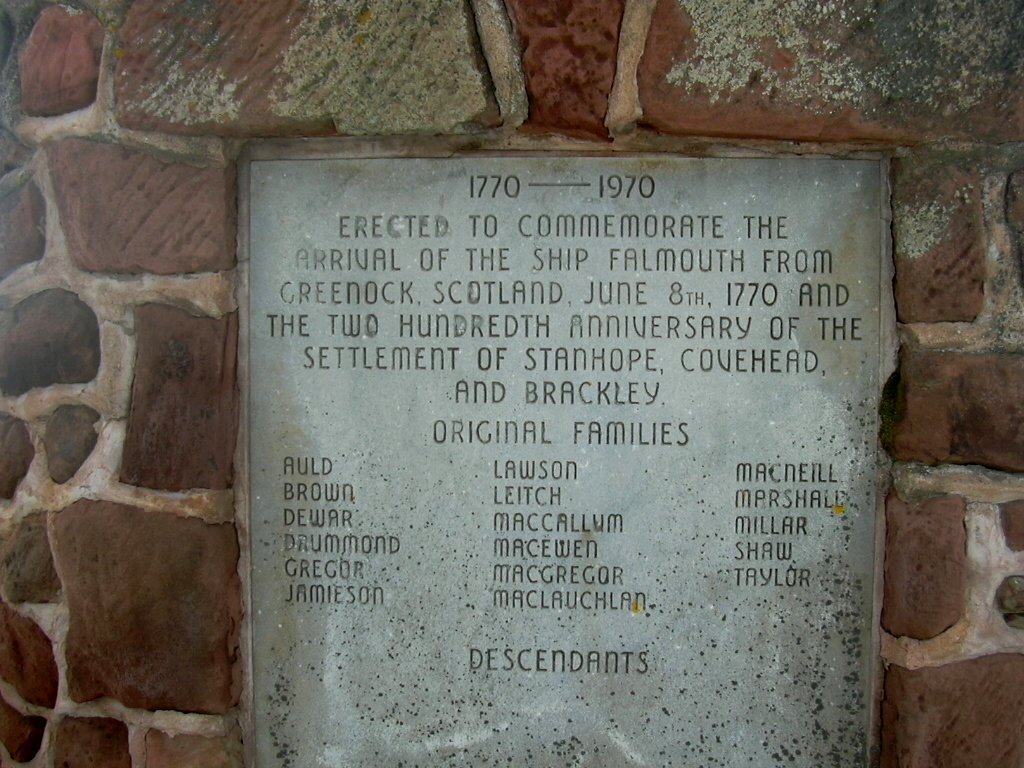 1770 — 1970
ERECTED TO COMMEMORATE THE
ARRIVAL OF THE SHIP FALMOUTH FROM
GREENOCK, SCOTLAND, JUNE 8TH, 1770 AND
THE TWO HUNDREDTH ANNIVERSARY OF THE
SETTLEMENT OF STANHOPE, COVEHEAD,
AND BRACKLEY.
ORIGINAL FAMILIES
AULD LAWSON MACNEILL
BROWN LEITCH MARSHALL
DEWAR MACCALLUM MILLAR
DRUMMOND MACEWEN SHAW
GREGOR MACGREGOR TAYLOR
JAMIESON MACLAUCHLAN
DESCENDANTS